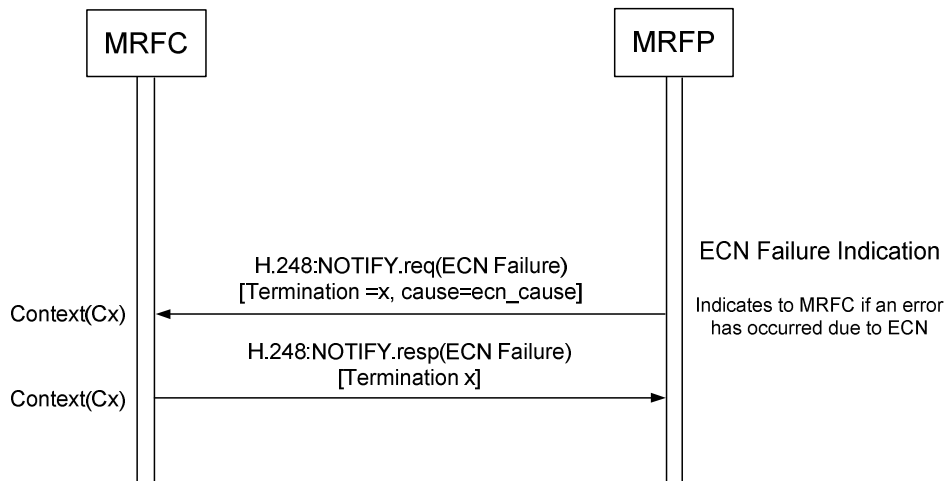 MRFC
MRFP
ECN Failure Indication
H.248:NOTIFY.req(ECN Failure)
[Termination =x, cause=ecn_cause]
Indicates to MRFC if an error
has occurred due to ECN
Context(Cx)
H.248:NOTIFY.resp(ECN Failure)
[Termination x]
Context(Cx)